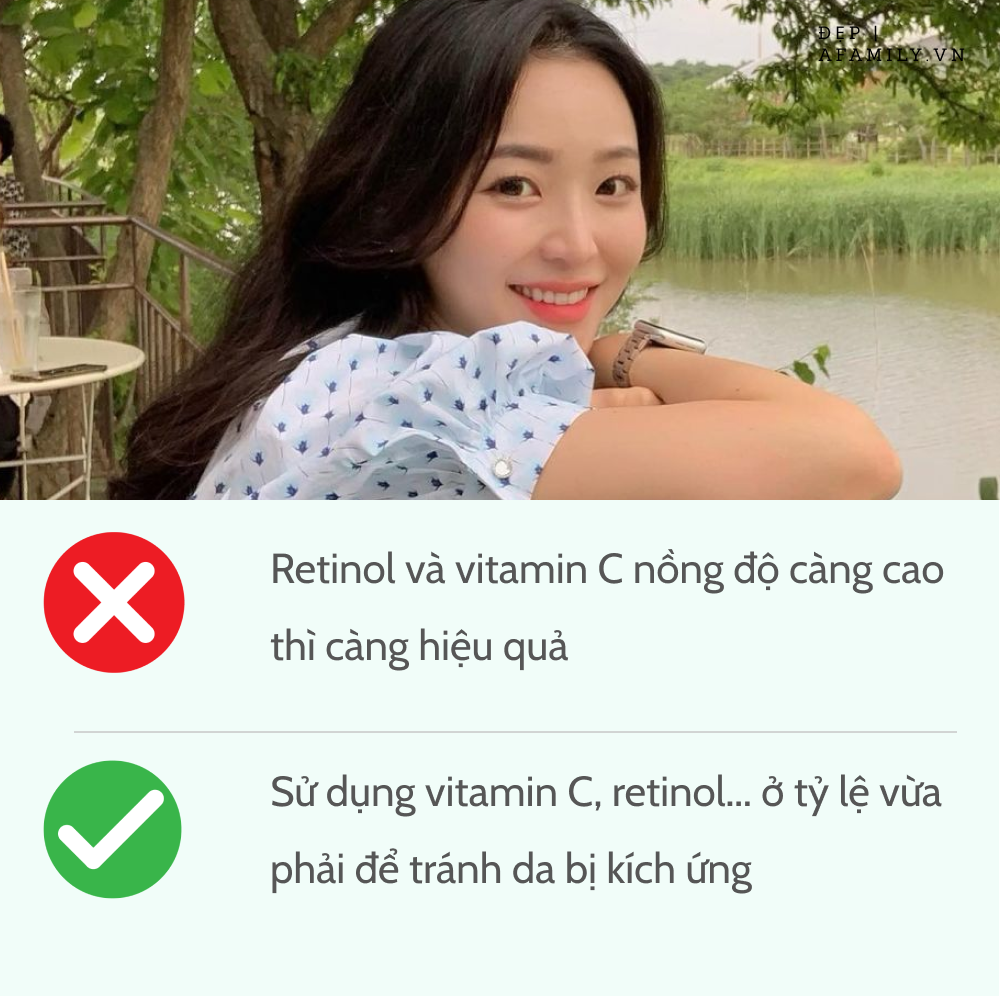 ĐẸP |
AFAMILY.VN
Retinol và vitamin C nồng độ càng cao
thì càng hiệu quả
Sử dụng vitamin C, retinol... ở tỷ lệ vừa
phải để tránh da bị kích ứng